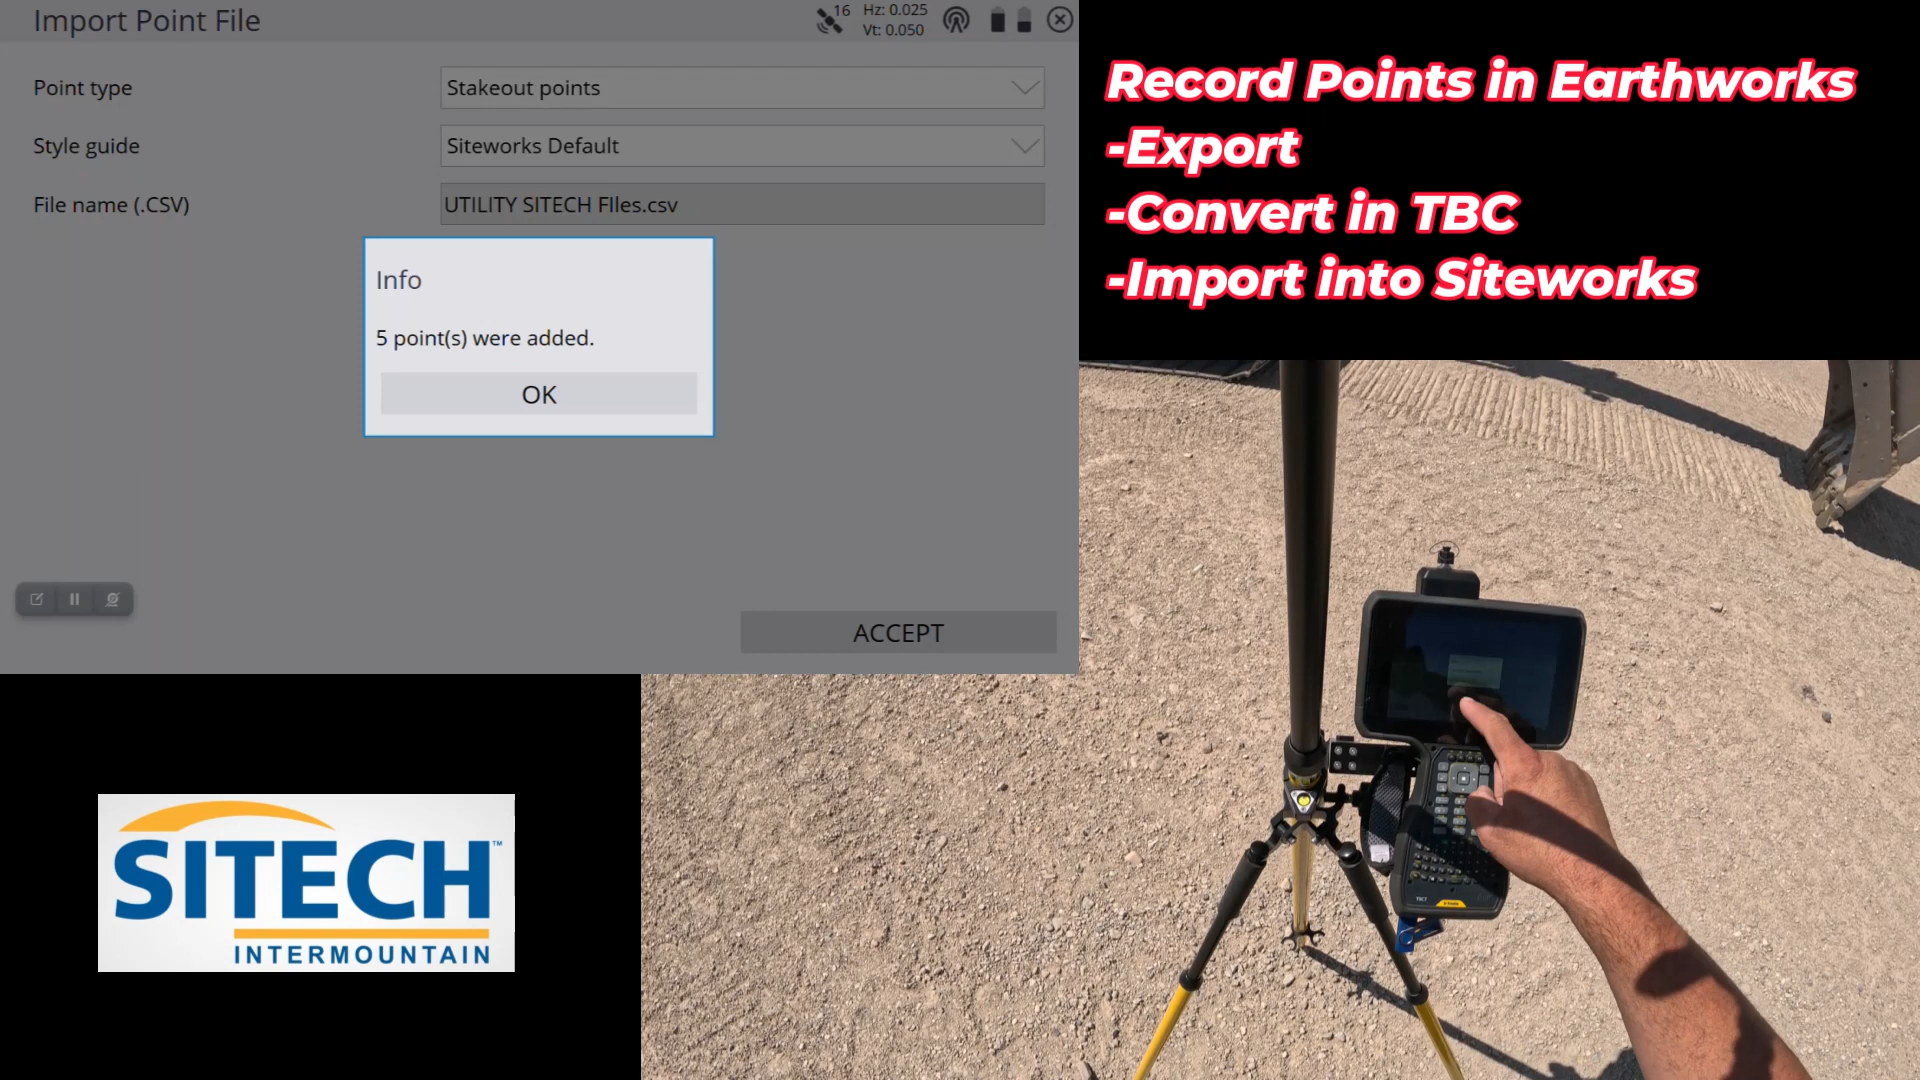 Import Point File
16
Hz: 0.025
Vt: 0.050
Point type
Stakeout points
Style guide
Siteworks Default
File name (.CSV)
UTILITY SITECH FIles.csv
Info
5 point(s) were added.
OK
ACCEPT
Record Points in Earthworks
-Export
-Convert in TBC
-Import into Siteworks
SITECH™
INTERMOUNTAIN
TSC7